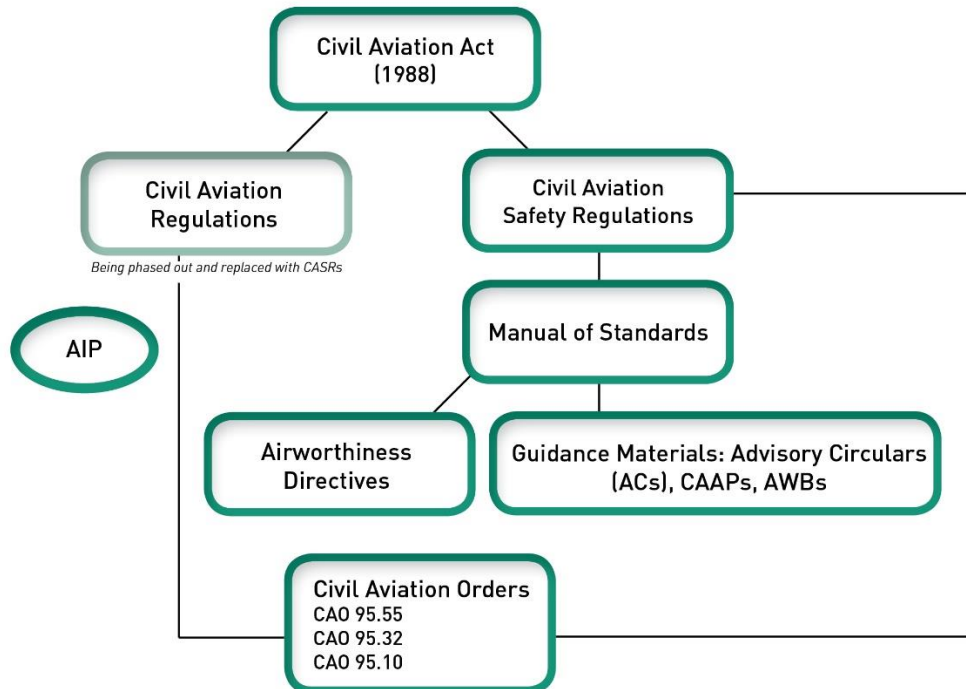 Civil Aviation Act
(1988)
Civil Aviation
Regulations
Being phased out and replaced with CASRs
Civil Aviation
Safety Regulations
AIP
Manual of Standards
Airworthiness
Directives
Guidance Materials: Advisory Circulars
(ACs), CAAPs, AWBs
Civil Aviation Orders
CAO 95.55
CAO 95.32
CAO 95.10